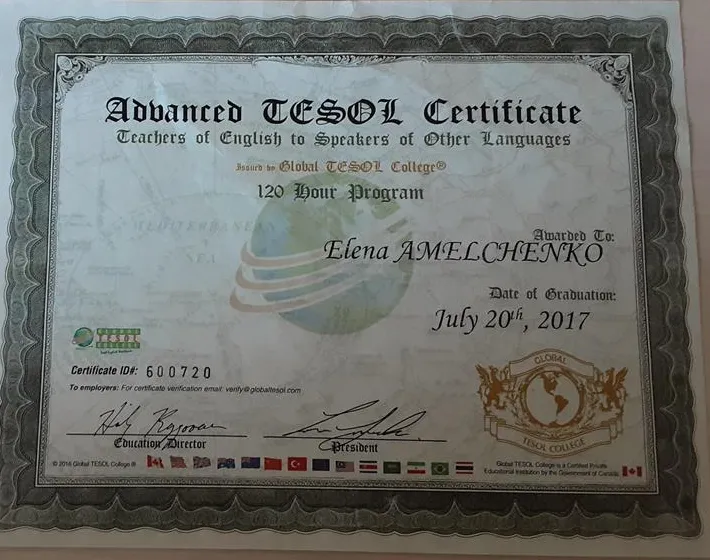 Advanced TESOL Certificate
Teachers of English to Speakers of Other Languages
Issued by Global TESOL College®
120 Hour Program
MEDITERRANEAN
SEA
Awarded To:
Elena AMELCHENKO
Date of Graduation:
July 20th, 2017
GLOBAL
TESOL
COLLEGE
Certificate ID#: 600720
To employers: For certificate verification email: verify@globaltesol.com
GLOBAL
TESOL COLLEGE
Education Director
President
© 2016 Global TESOL College ®
Global TESOL College is a Certified Private
Educational Institution by the Government of Canada